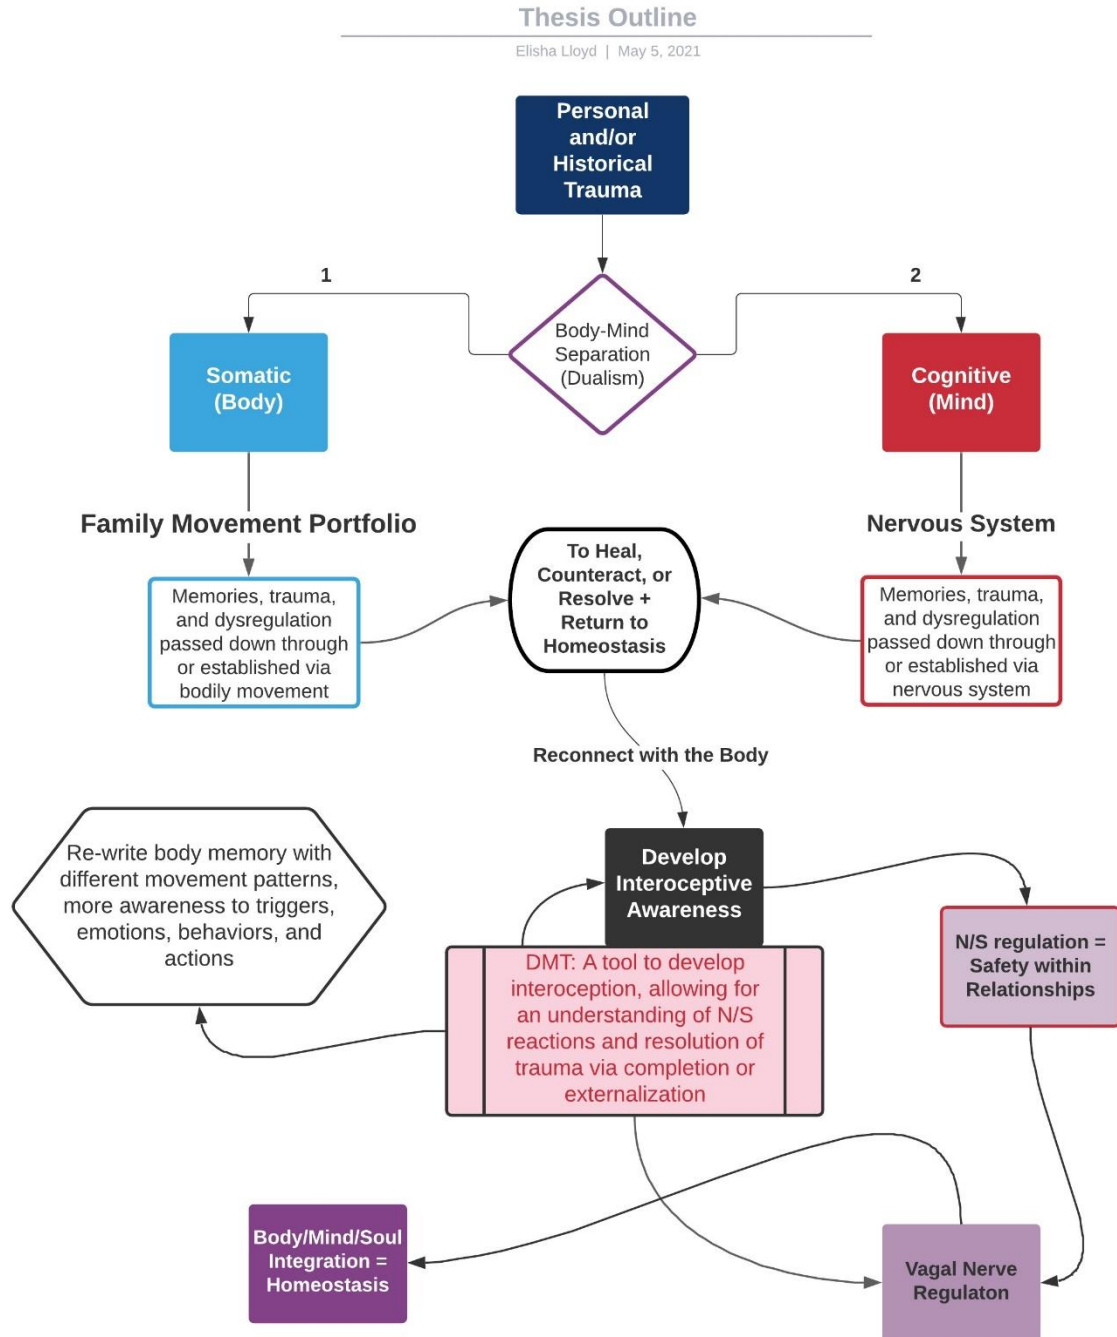 Thesis Outline
Elisha Lloyd | May 5, 2021
Personal
and/or
Historical
Trauma
1
2
Body-Mind
Separation
(Dualism)
Somatic
(Body)
Cognitive
(Mind)
Family Movement Portfolio
Nervous System
To Heal,
Counteract, or
Resolve +
Return to
Homeostasis
Memories, trauma,
and dysregulation
passed down through
or established via
bodily movement
Memories, trauma,
and dysregulation
passed down through
or established via
nervous system
Reconnect with the Body
Re-write body memory with
different movement patterns,
more awareness to triggers,
emotions, behaviors, and
actions
Develop
Interoceptive
Awareness
N/S regulation =
Safety within
Relationships
DMT: A tool to develop
interoception, allowing for
an understanding of N/S
reactions and resolution of
trauma via completion or
externalization
Body/Mind/Soul
Integration =
Homeostasis
Vagal Nerve
Regulaton